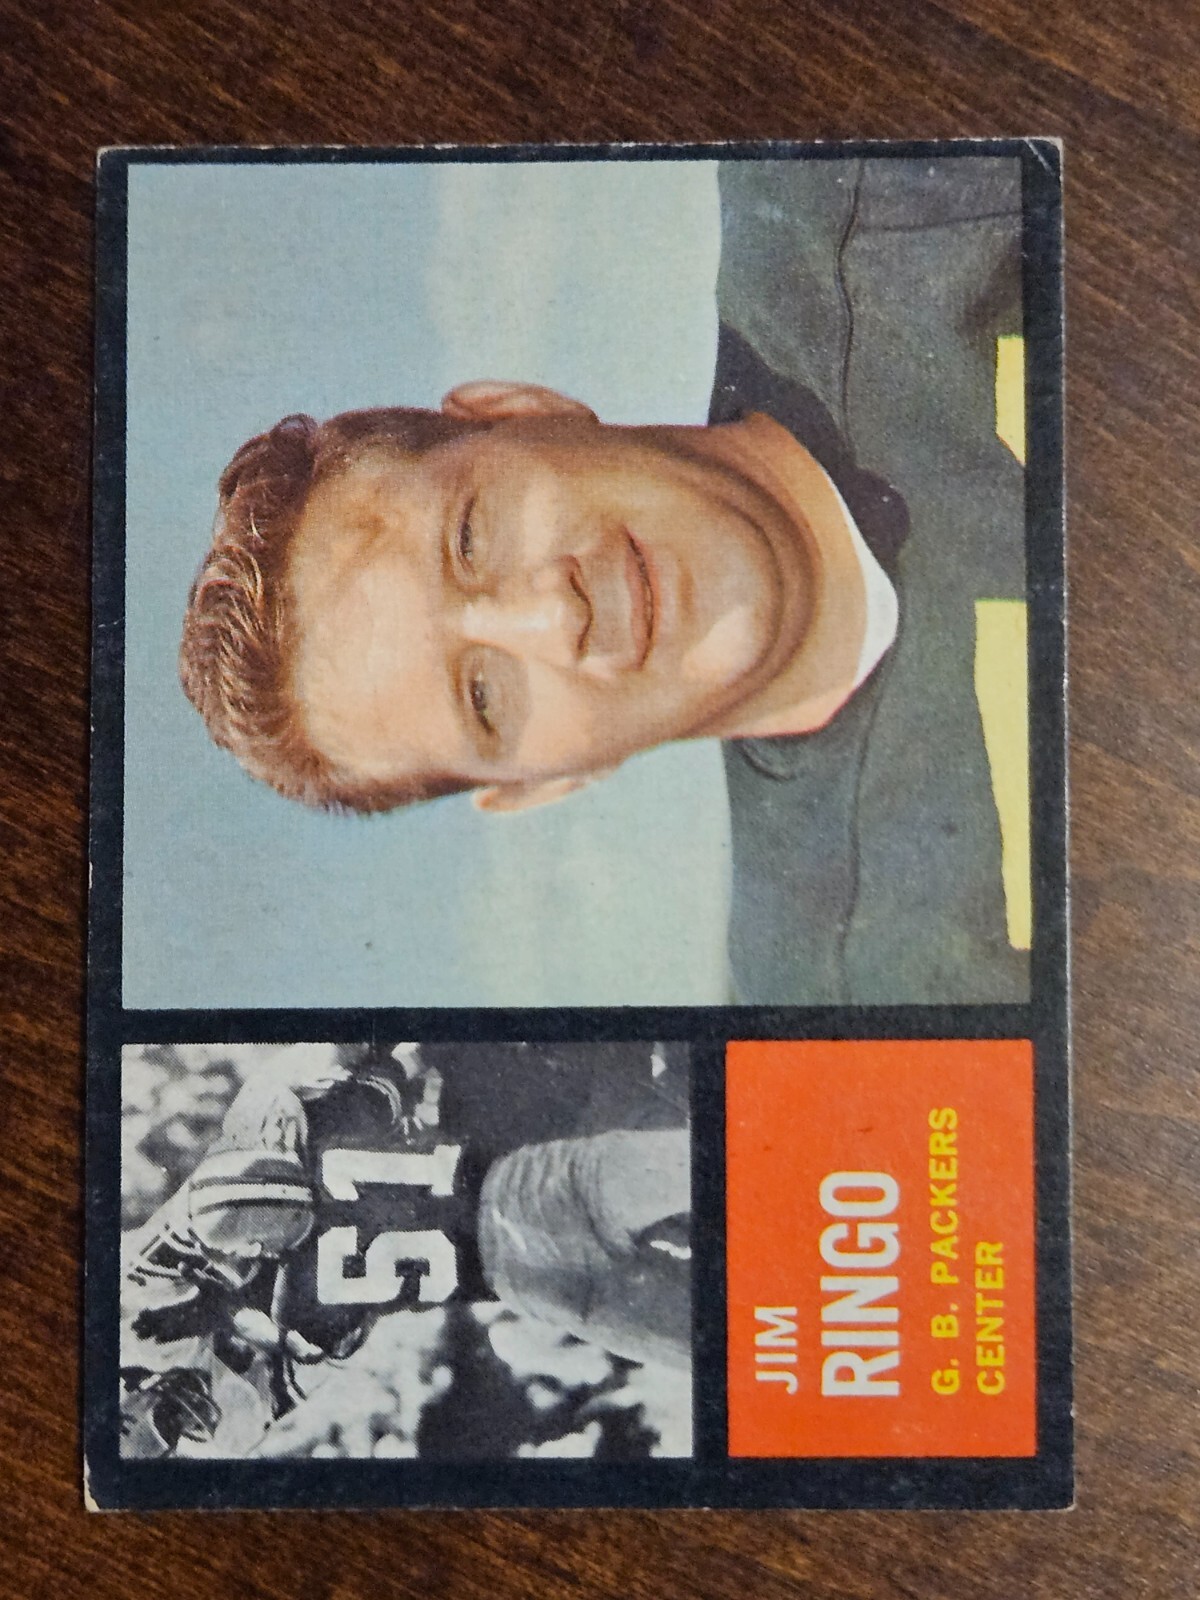 JIM
RINGO
G. B. PACKERS
CENTER
51